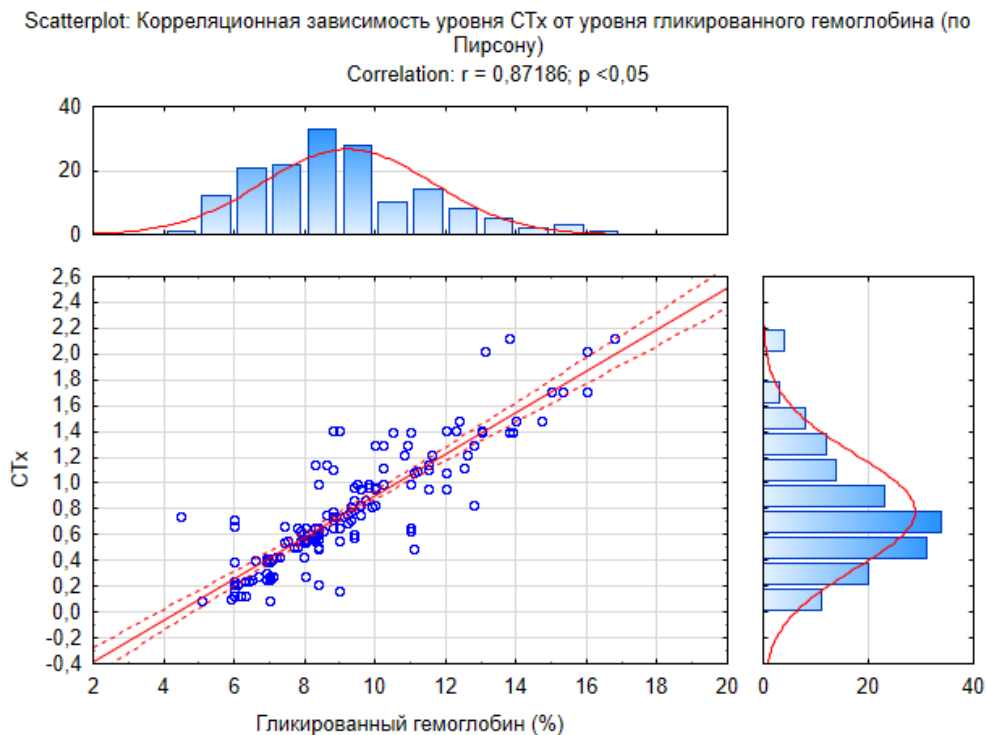 Scatterplot: Корреляционная зависимость уровня СТх от уровня гликированного гемоглобина (по
Пирсону)
Correlation: r = 0,87186; p <0,05
40
20
0
2,6
2,4
2,2
2,0
1,8
1,6
1,4
1,2
1,0
0,8
0,6
0,4
0,2
0,0
-0,2
-0,4
СТх
2 4 6 8 10 12 14 16 18 20
0 20 40
Гликированный гемоглобин (%)